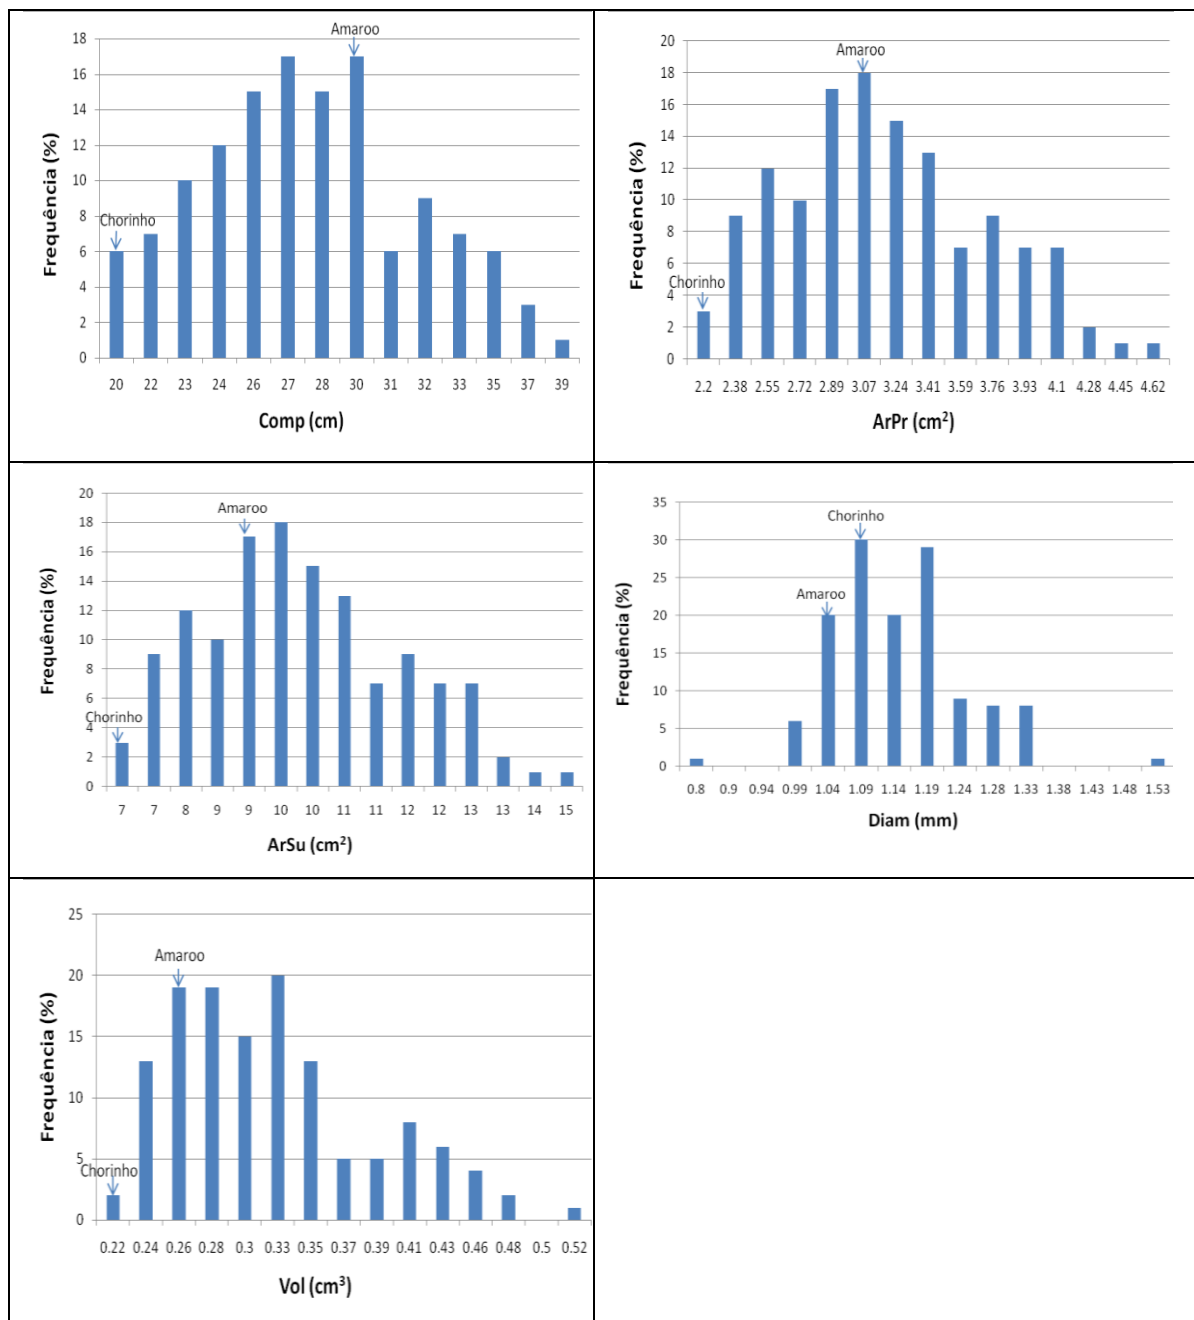 Amaroo
18
16
14
12
10
8
6
4
2
0
Frequência (%)
Chorinho
20 22 23 24 26 27 28 30 31 32 33 35 37 39
Comp (cm)
20
18
16
14
12
10
8
6
4
2
0
Frequência (%)
Amaroo
Chorinho
2.2 2.38 2.55 2.72 2.89 3.07 3.24 3.41 3.59 3.76 3.93 4.1 4.28 4.45 4.62
ArPr (cm²)
20
18
16
14
12
10
8
6
4
2
0
Frequência (%)
Amaroo
Chorinho
7 7 8 9 9 10 10 11 11 12 12 13 13 14 15
ArSu (cm²)
35
30
25
20
15
10
5
0
Frequência (%)
Chorinho
Amaroo
0.8 0.9 0.94 0.99 1.04 1.09 1.14 1.19 1.24 1.28 1.33 1.38 1.43 1.48 1.53
Diam (mm)
25
20
15
10
5
0
Frequência (%)
Amaroo
Chorinho
0.22 0.24 0.26 0.28 0.3 0.33 0.35 0.37 0.39 0.41 0.43 0.46 0.48 0.5 0.52
Vol (cm³)